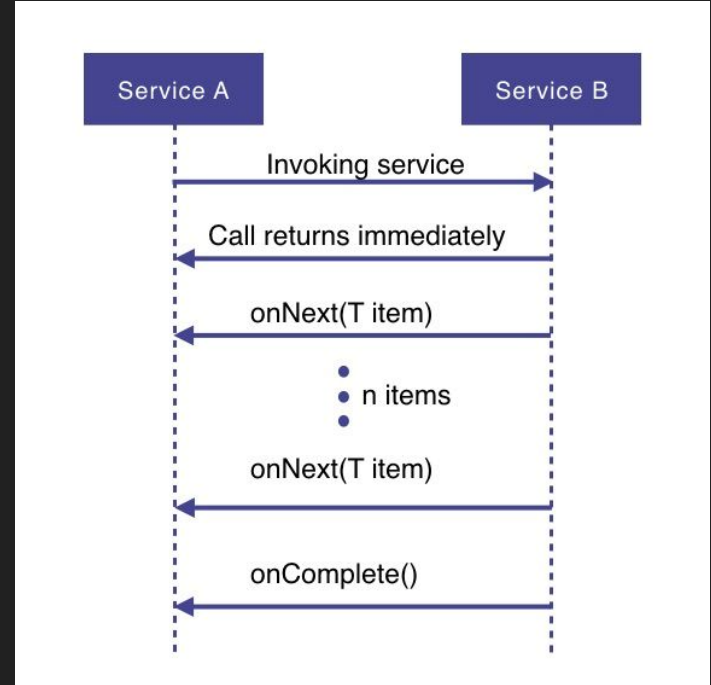 Service A
Service B
Invoking service
Call returns immediately
onNext(T item)
n items
onNext(T item)
onComplete()